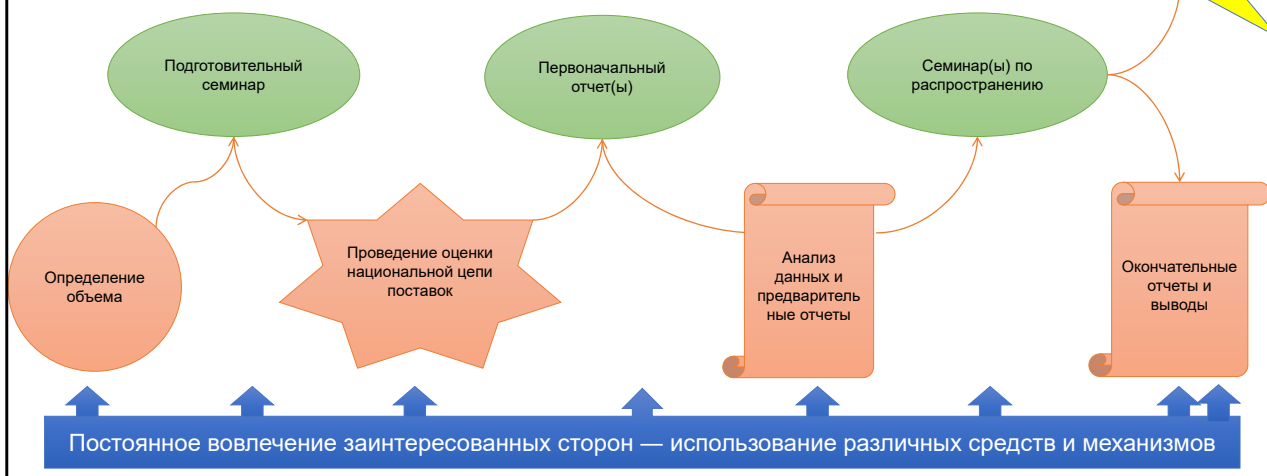 Подготовительный
семинар
Первоначальный
отчет(ы)
Семинар(ы) по
распространению
Определение
объема
Проведение оценки
национальной цепи
поставок
Анализ
данных и
предваритель
ные отчеты
Окончательные
отчеты и
выводы
Постоянное вовлечение заинтересованных сторон — использование различных средств и механизмов